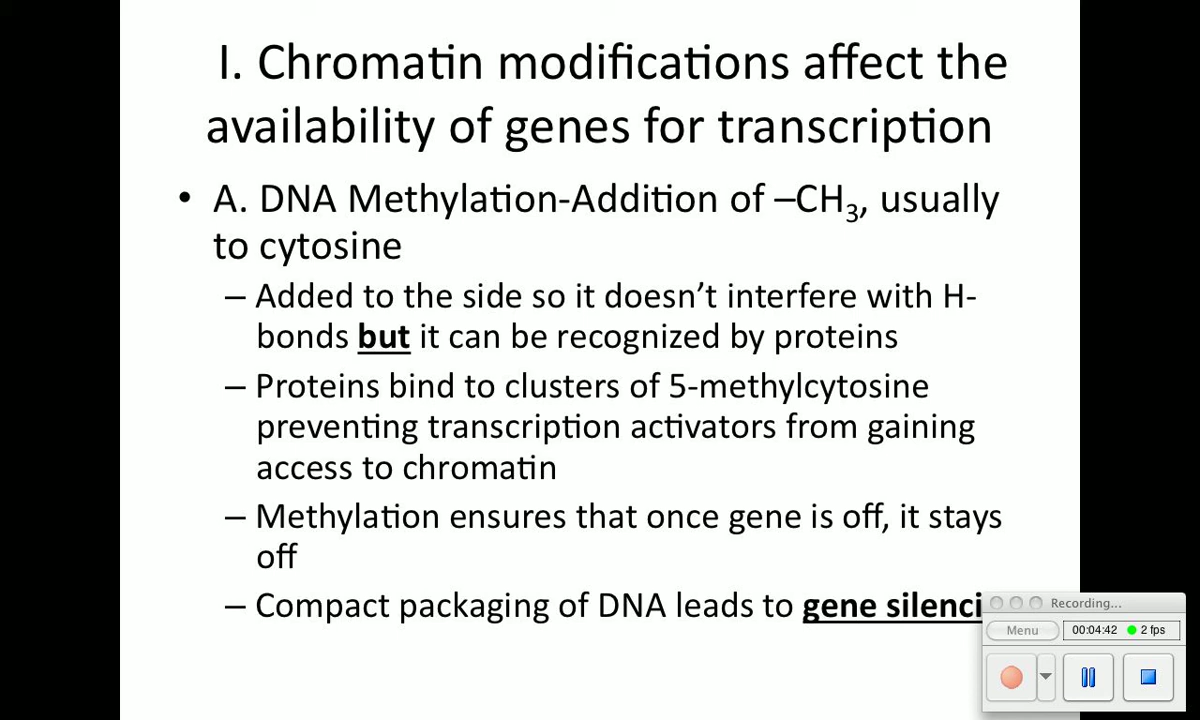 I. Chromatin modifications affect the
availability of genes for transcription
• A. DNA Methylation-Addition of –CH₃, usually
to cytosine
– Added to the side so it doesn’t interfere with H-
bonds but it can be recognized by proteins
– Proteins bind to clusters of 5-methylcytosine
preventing transcription activators from gaining
access to chromatin
– Methylation ensures that once gene is off, it stays
off
– Compact packaging of DNA leads to gene silenci
Recording...
Menu
00:04:42 2 fps